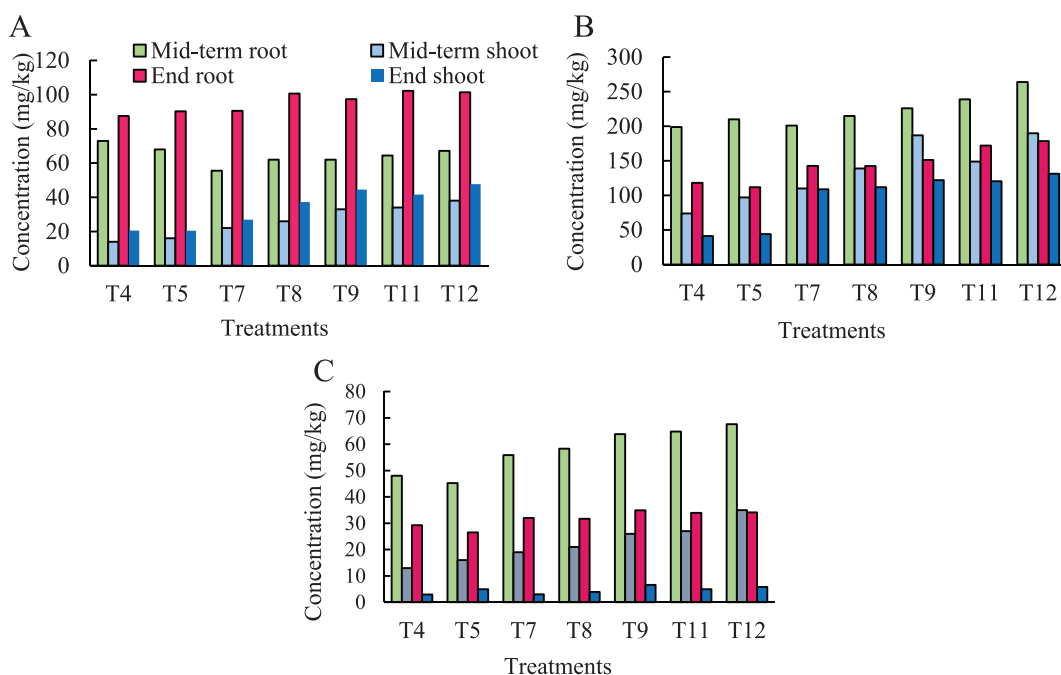 A
Mid-term root
Mid-term shoot
End root
End shoot
Concentration (mg/kg)
120
100
80
60
40
20
0
T4 T5 T7 T8 T9 T11 T12
Treatments
B
Concentration (mg/kg)
300
250
200
150
100
50
0
T4 T5 T7 T8 T9 T11 T12
Treatments
C
Concentration (mg/kg)
80
70
60
50
40
30
20
10
0
T4 T5 T7 T8 T9 T11 T12
Treatments